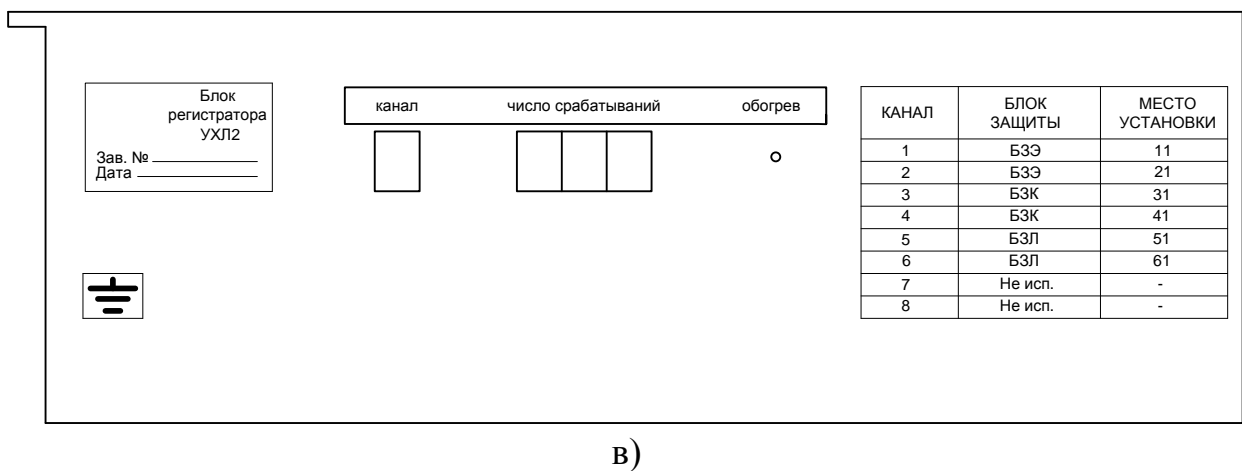 Блок
регистратора
УХЛ2
Зав. №
Дата
канал число срабатываний обогрев
КАНАЛ БЛОК ЗАЩИТЫ МЕСТО УСТАНОВКИ
1 БЗЭ 11
2 БЗЭ 21
3 БЗК 31
4 БЗК 41
5 БЗЛ 51
6 БЗЛ 61
7 Не исп. -
8 Не исп. -
в)